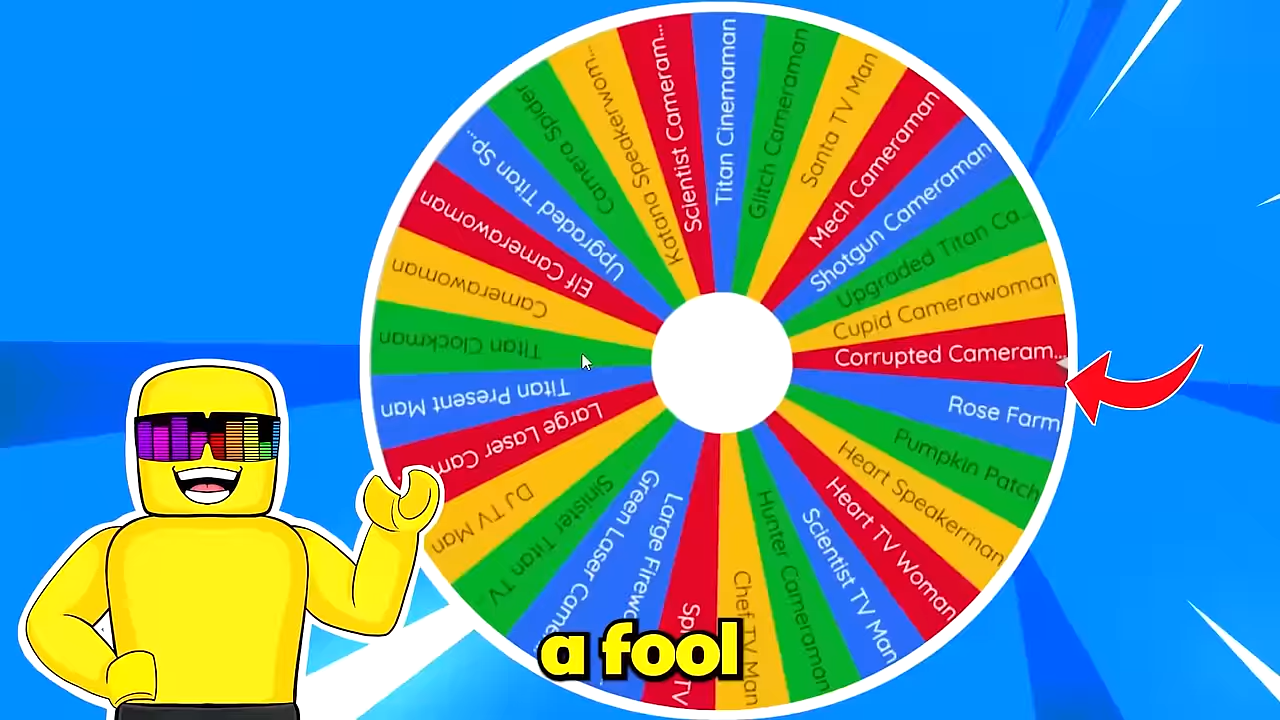 Titan Cinemaman
Glitch Cameraman
Santa TV Man
Mech Cameraman
Shotgun Cameraman
Upgraded Titan Ca...
Cupid Camerawoman
Corrupted Cameram...
Rose Farm
Pumpkin Patch
Heart Speakerman
Heart TV Woman
Scientist TV Man
Hunter Cameraman
Chef TV Man
TV
Large
Green Laser Came
Sinister Titan TV
DJ TV Man
Large Laser Cam
Titan Present Man
Titan Clockman
Camerawoman
Elf Camerawoman
Upgraded Titan Sp...
Camera Spider
Katana Speakerwom...
Scientist Cameram...
a fool